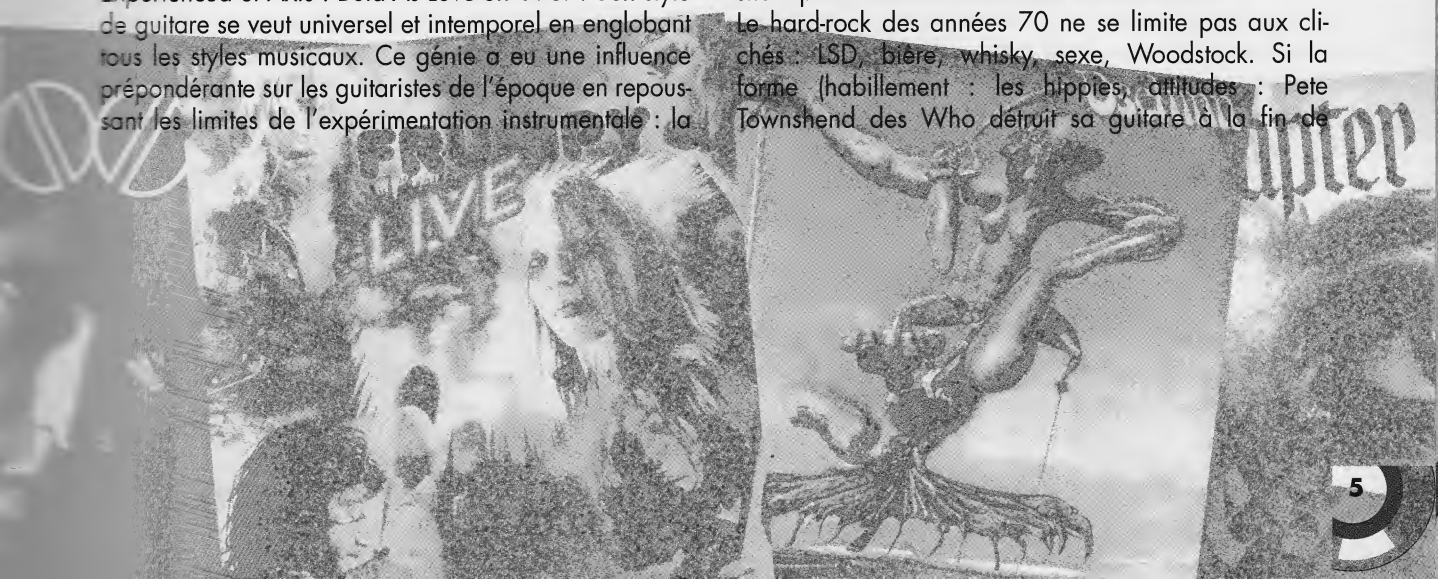 de guitare se veut universel et intemporel en englobant
tous les styles musicaux. Ce génie a eu une influence
prépondérante sur les guitaristes de l'époque en repous-
sant les limites de l'expérimentation instrumentale : la
Le hard-rock des années 70 ne se limite pas aux cli-
chés : LSD, bière, whisky, sexe, Woodstock. Si la
forme (habillement : les hippies, attitudes : Pete
Townshend des Who détruit sa guitare à la fin de
LIVE
5